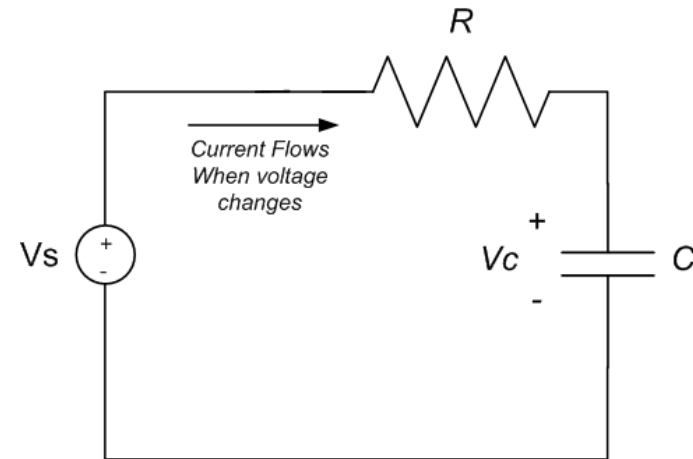 R
Current Flows
When voltage
changes
Vs
+
-
+
Vc
-
C